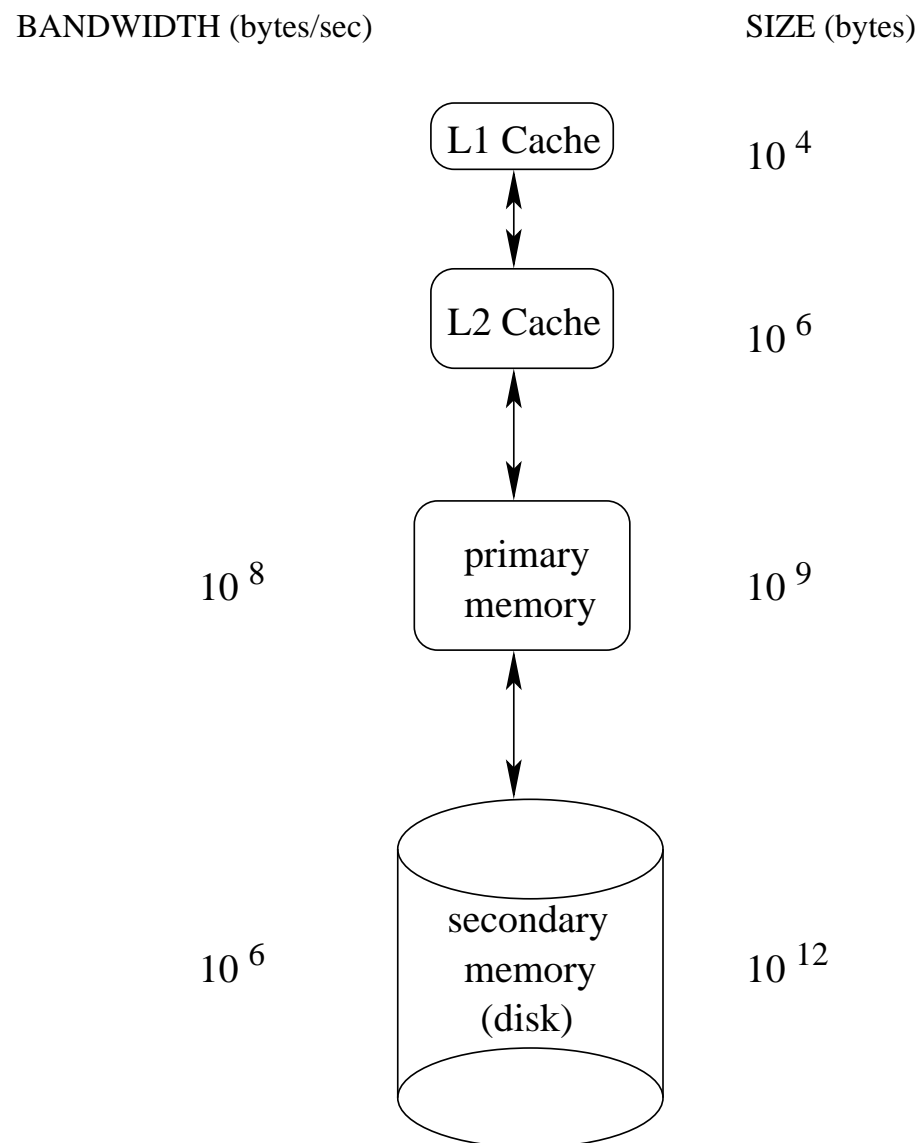 BANDWIDTH (bytes/sec)
SIZE (bytes)
L1 Cache
10 4
L2 Cache
10 6
10 8
primary
memory
10 9
10 6
secondary
memory
(disk)
10 12